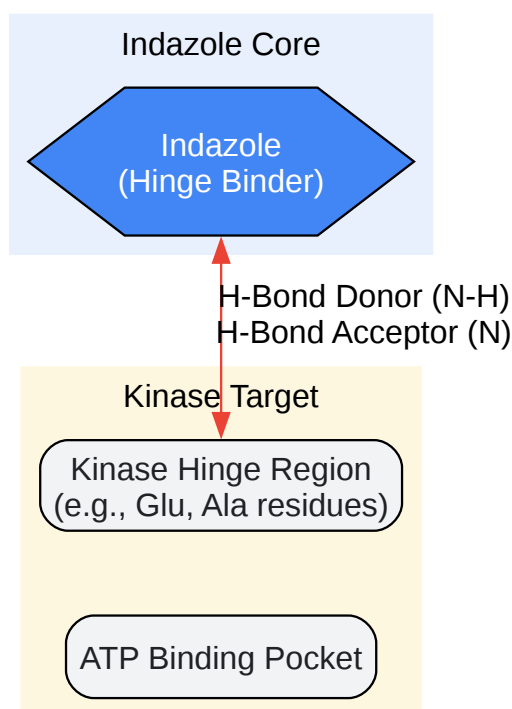 Indazole Core
Indazole
(Hinge Binder)
H-Bond Donor (N-H)
H-Bond Acceptor (N)
Kinase Target
Kinase Hinge Region
(e.g., Glu, Ala residues)
ATP Binding Pocket